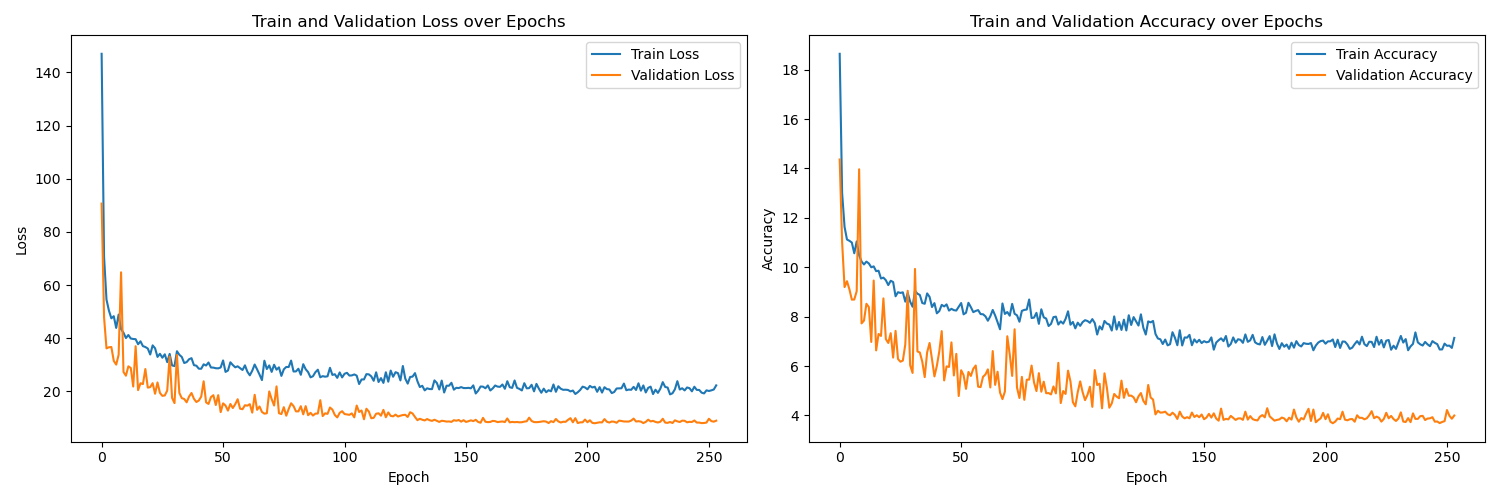 Train and Validation Loss over Epochs
Train Loss
Validation Loss
140
120
100
80
60
40
20
Loss
0
50
100
150
200
250
Epoch
Train and Validation Accuracy over Epochs
Train Accuracy
Validation Accuracy
18
16
14
12
10
8
6
4
Accuracy
0
50
100
150
200
250
Epoch